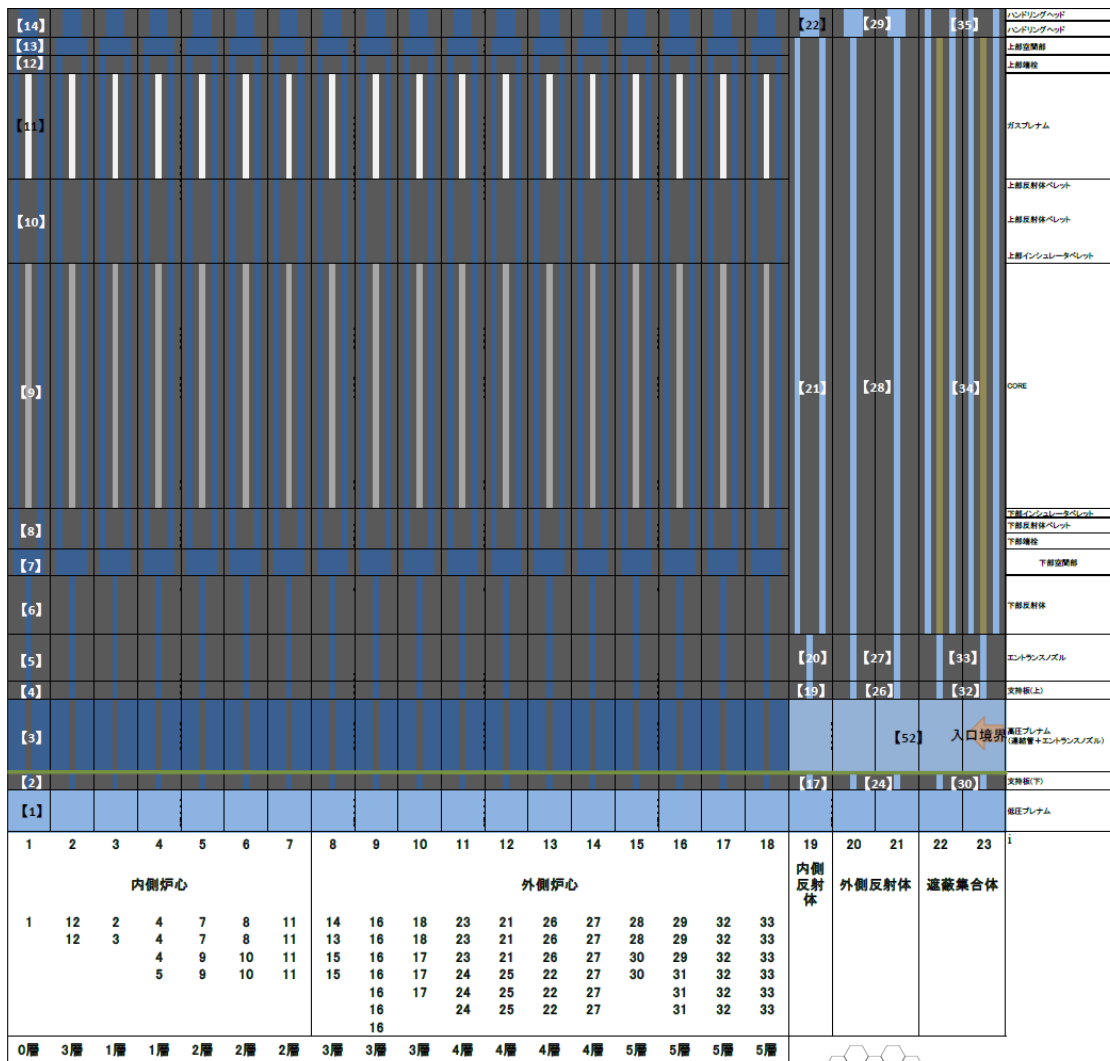 【14】 【22】 【29】 【35】 ハンドリングヘッド
ハンドリングヘッド
【13】 上部空間部
【12】 上部端栓
【11】 ガスプレナム
上部反射体ペレット
【10】 上部反射体ペレット
上部インシュレータペレット
【9】 【21】 【28】 【34】 CORE
下部インシュレータペレット
【8】 下部反射体ペレット
下部端栓
【7】 下部空間部
【6】 下部反射体
【5】 【20】 【27】 【33】 エントランスノズル
【4】 【19】 【26】 【32】 支持板(上)
【3】 【52】 入口境界 高圧プレナム
(連結管+エントランスノズル)
【2】 【17】 【24】 【30】 支持板(下)
【1】 低圧プレナム
1 2 3 4 5 6 7 8 9 10 11 12 13 14 15 16 17 18 19 20 21 22 23 i
内側炉心 外側炉心 内側反射体 外側反射体 遮蔽集合体
1 12 2 4 7 8 11 14 16 18 23 21 26 27 28 29 32 33
12 3 4 7 8 11 13 16 18 23 21 26 27 28 29 32 33
4 9 10 11 15 16 17 23 21 26 27 30 29 32 33
5 9 10 11 15 16 17 24 25 22 27 30 31 32 33
16 17 24 25 22 27 31 32 33
16 24 25 22 27 31 32 33
16
0層 3層 1層 1層 2層 2層 2層 3層 3層 3層 4層 4層 4層 4層 5層 5層 5層 5層